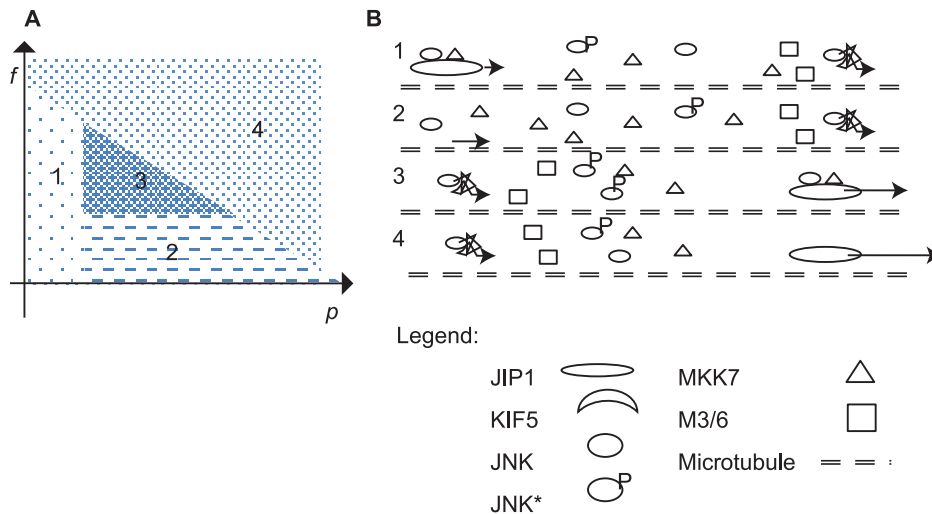 A
B
f
1
2
3
4
p
1
P
2
P
3
P
P
4
P
Legend:
JIP1
MKK7
KIF5
M3/6
JNK
Microtubule
JNK*
P